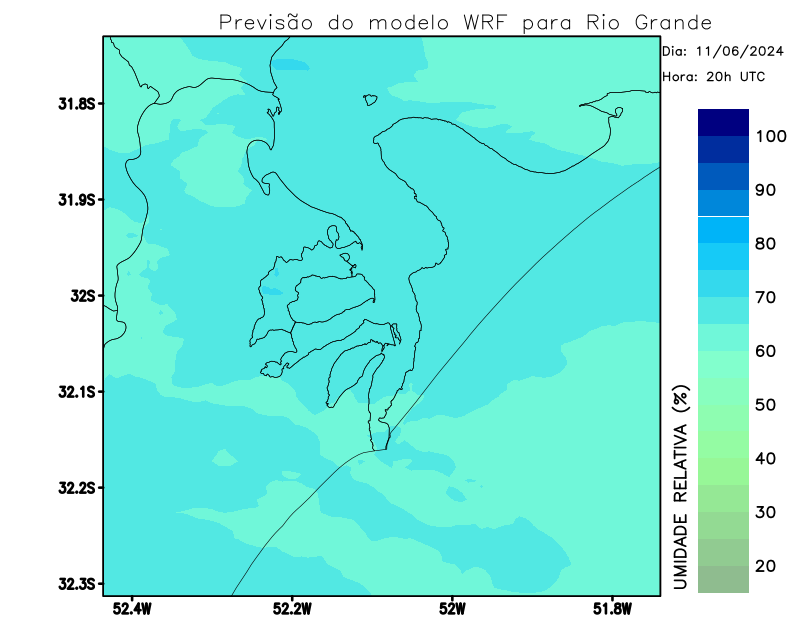 Previsão do modelo WRF para Rio Grande
Dia: 11/06/2024
Hora: 20h UTC
31.8S
31.9S
32S
32.1S
32.2S
32.3S
52.4W
52.2W
52W
51.8W
100
90
80
70
60
50
40
30
20
UMIDADE RELATIVA (%)